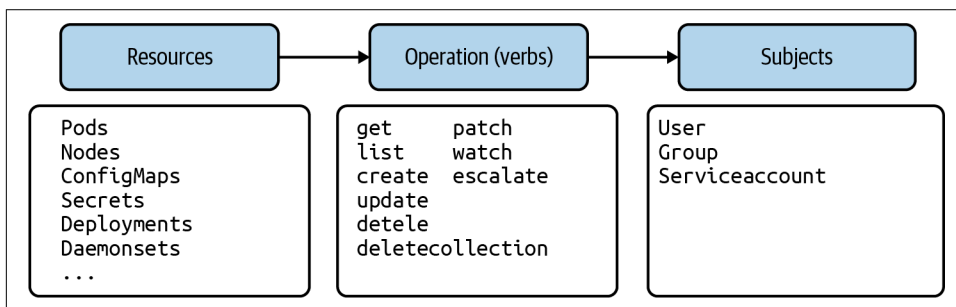 Resources
Operation (verbs)
Subjects
Pods
Nodes
ConfigMaps
Secrets
Deployments
Daemonsets
...
get patch
list watch
create escalate
update
detele
deletecollection
User
Group
Serviceaccount